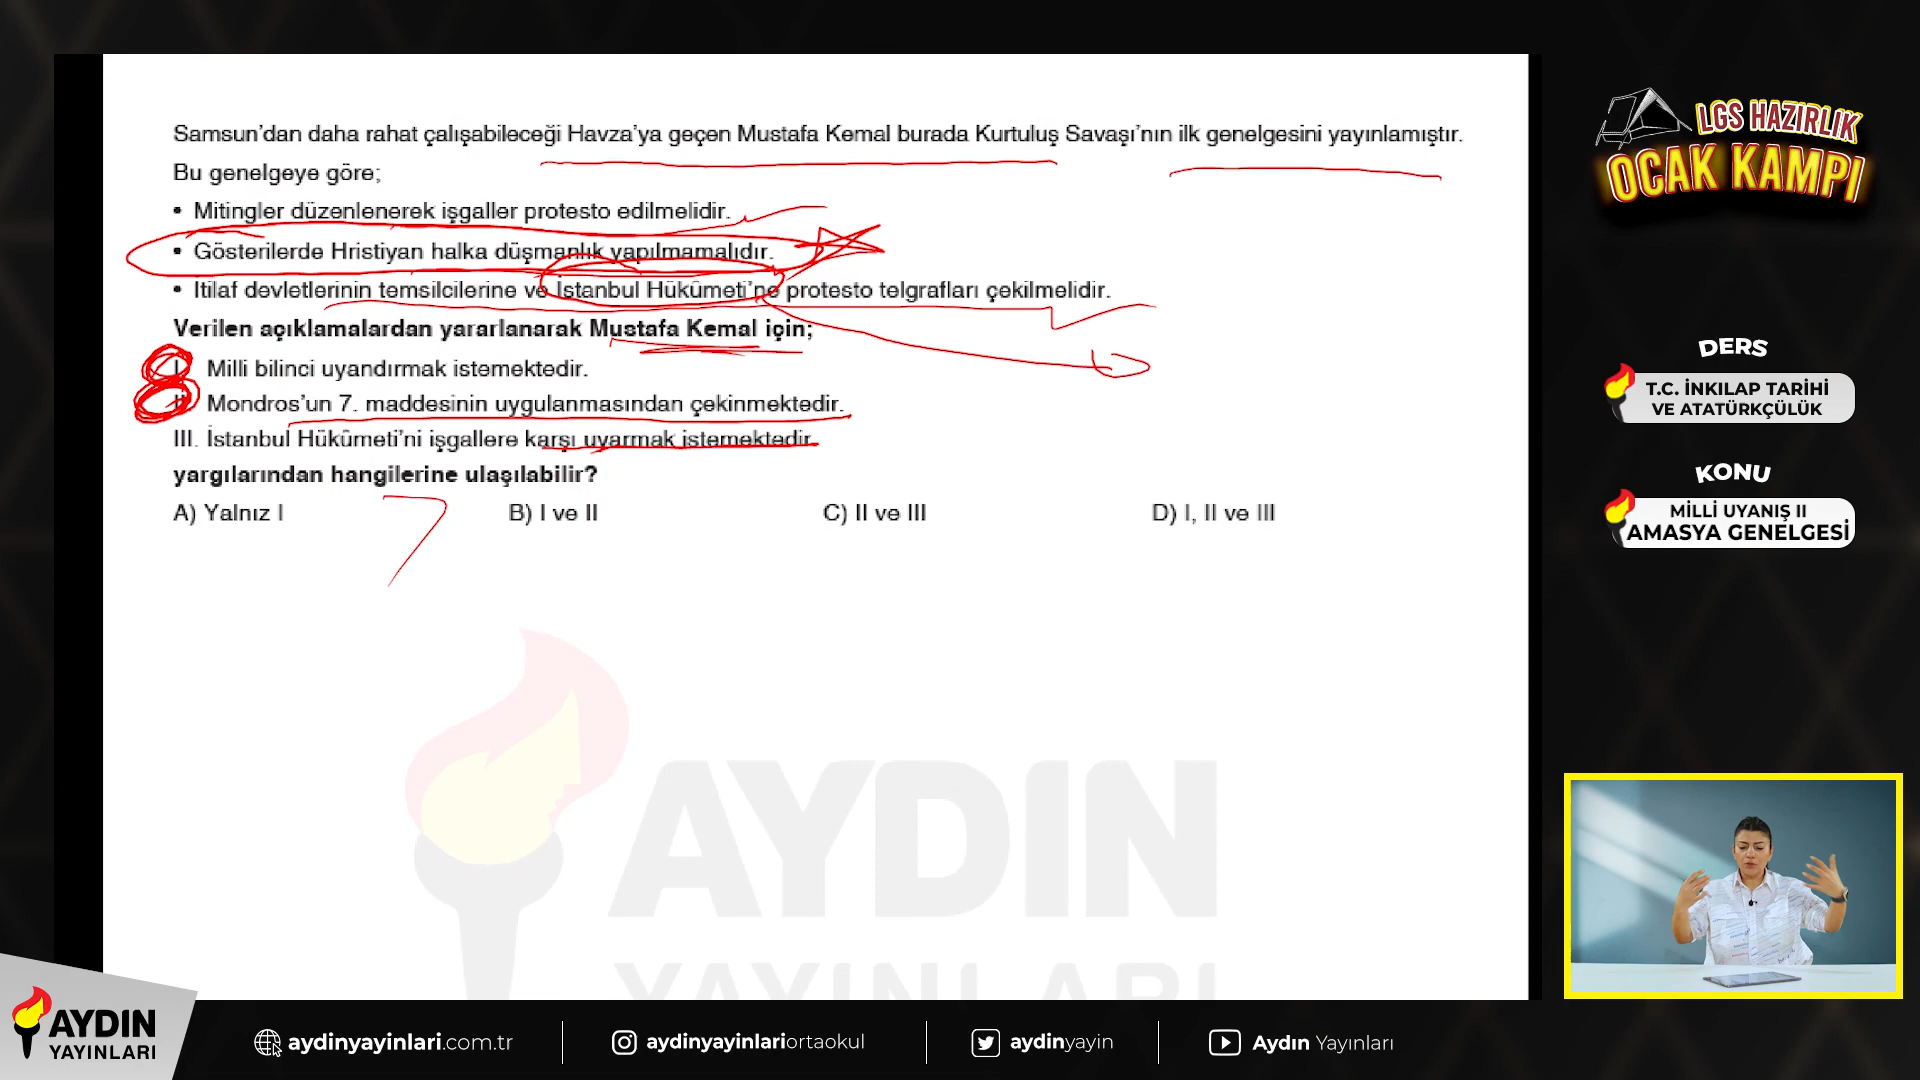 Samsun'dan daha rahat çalışabileceği Havza'ya geçen Mustafa Kemal burada Kurtuluş Savaşı'nın ilk genelgesini yayınlamıştır.
Bu genelgeye göre;
• Mitingler düzenlenerek işgaller protesto edilmelidir.
• Gösterilerde Hristiyan halka düşmanlık yapılmamalıdır.
• İtilaf devletlerinin temsilcilerine ve İstanbul Hükûmeti'ne protesto telgrafları çekilmelidir.
Verilen açıklamalardan yararlanarak Mustafa Kemal için;
I. Milli bilinci uyandırmak istemektedir.
II. Mondros'un 7. maddesinin uygulanmasından çekinmektedir.
III. İstanbul Hükûmeti'ni işgallere karşı uyarmak istemektedir.
yargılarından hangilerine ulaşılabilir?
A) Yalnız I B) I ve II C) II ve III D) I, II ve III
7
AYDIN
YAYINLARI
LGS HAZIRLIK
OCAK KAMPI
DERS
T.C. İNKILAP TARİHİ
VE ATATÜRKÇÜLÜK
KONU
MİLLİ UYANIŞ II
AMASYA GENELGESİ
AYDIN
YAYINLARI
aydinyayinlari.com.tr
aydinyayinlariortaokul
aydinyayin
Aydın Yayınları